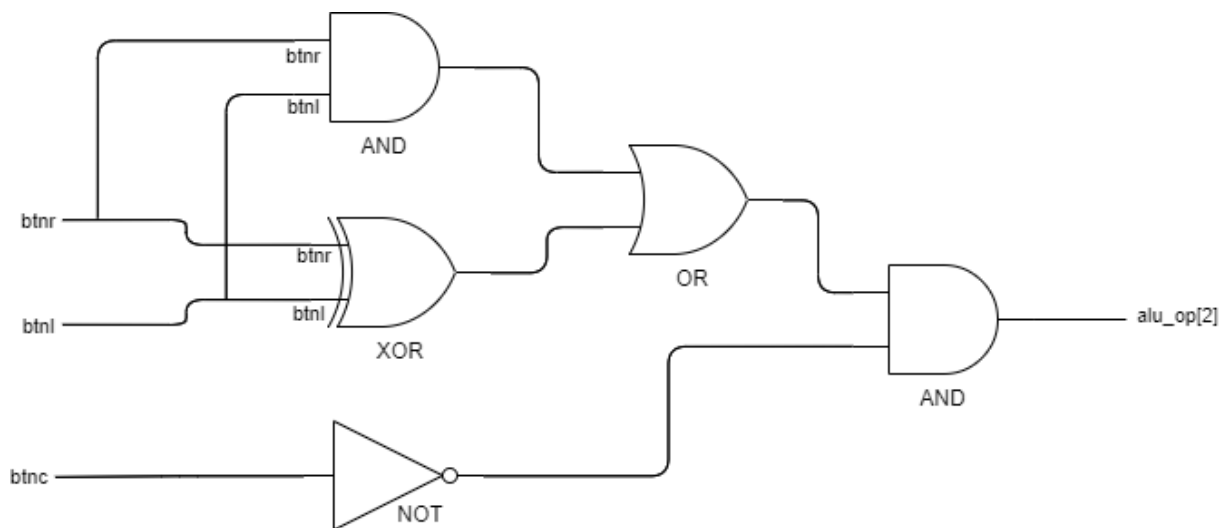 btnr
btnl
AND
btnr
btnr
btnl
btnl
XOR
OR
alu_op[2]
AND
btnc
NOT